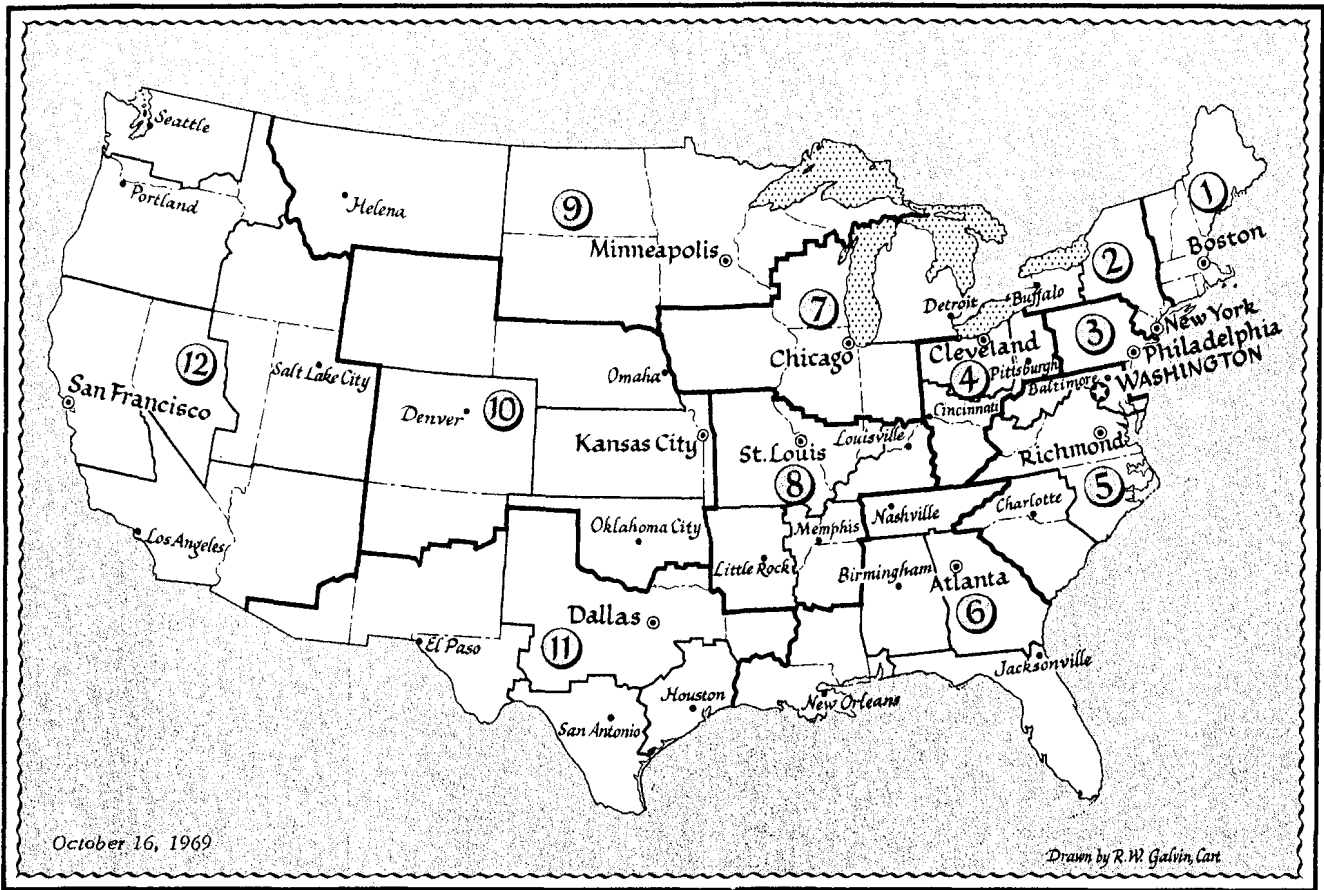 Seattle
Portland
Helena
9
Minneapolis
1
Boston
2
Detroit
Buffalo
7
New York
3
Philadelphia
Cleveland
Chicago
Pittsburgh
WASHINGTON
12
Salt Lake City
Omaha
4
Baltimore
San Francisco
Denver
10
Cincinnati
Kansas City
Louisville
St. Louis
Richmond
8
5
Charlotte
Nashville
Oklahoma City
Memphis
Los Angeles
Little Rock
Birmingham
Atlanta
Dallas
6
11
El Paso
Jacksonville
Houston
New Orleans
San Antonio
October 16, 1969
Drawn by R.W. Galvin, Cart